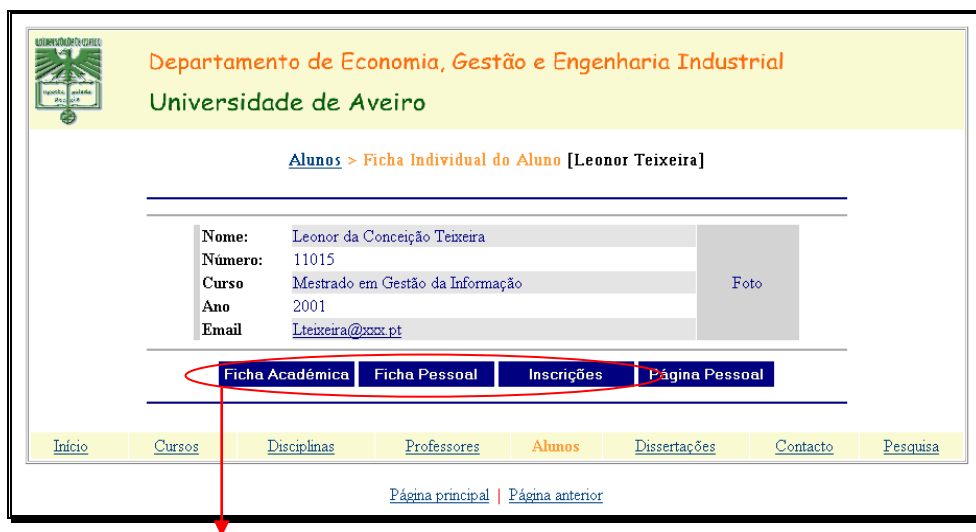 Departamento de Economia, Gestão e Engenharia Industrial
Universidade de Aveiro
Alunos > Ficha Individual do Aluno [Leonor Teixeira]
Nome: Leonor da Conceição Teixeira
Número: 11015
Curso Mestrado em Gestão da Informação
Foto
Ano 2001
Email Lteixeira@xxx.pt
Ficha Académica Ficha Pessoal Inscrições Página Pessoal
Início Cursos Disciplinas Professores Alunos Dissertações Contacto Pesquisa
Página principal | Página anterior